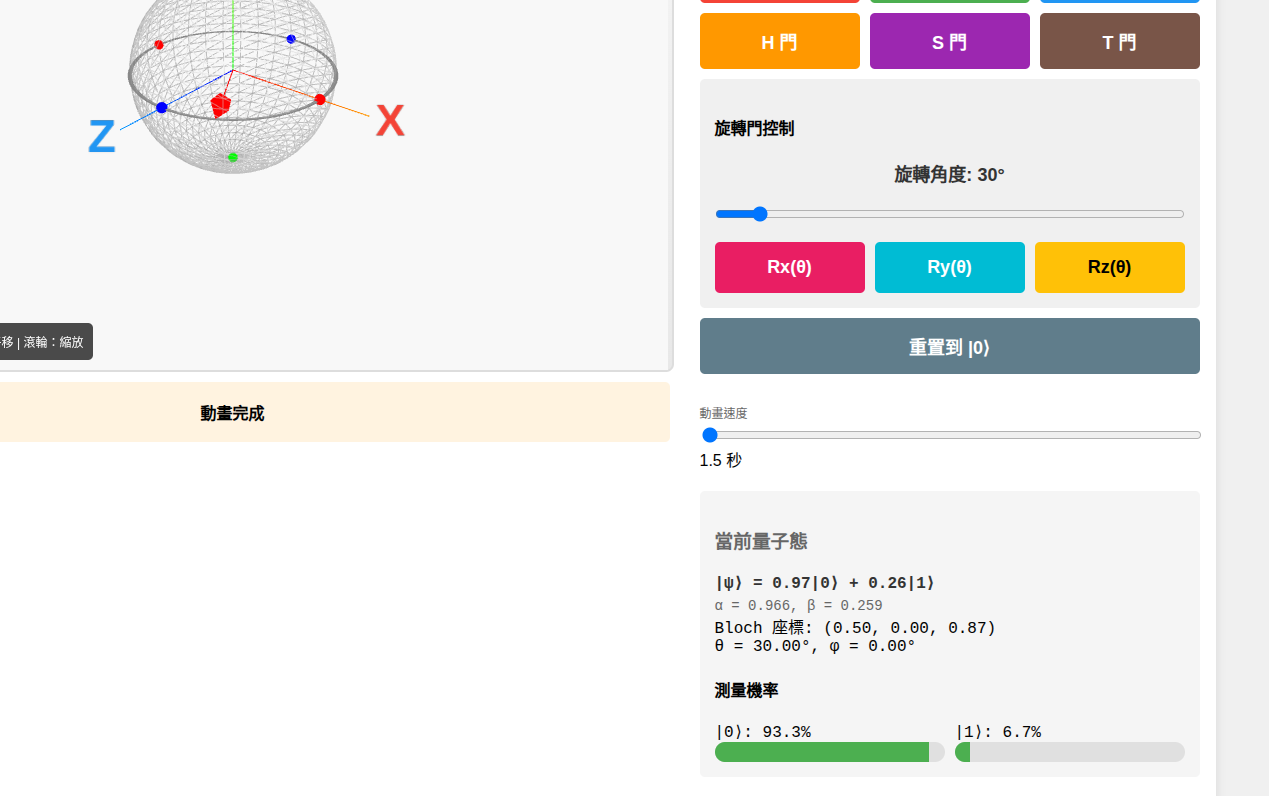 Z
X
移 | 滾輪：縮放
動畫完成
H 門
S 門
T 門
旋轉門控制
旋轉角度: 30°
Rx(θ)
Ry(θ)
Rz(θ)
重置到 |0⟩
動畫速度
1.5 秒
當前量子態
|ψ⟩ = 0.97|0⟩ + 0.26|1⟩
α = 0.966, β = 0.259
Bloch 座標: (0.50, 0.00, 0.87)
θ = 30.00°, φ = 0.00°
測量機率
|0⟩: 93.3%
|1⟩: 6.7%